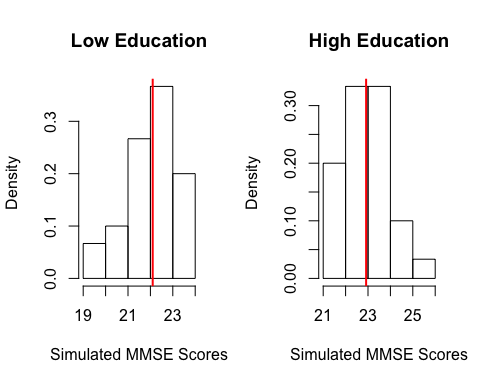 Low Education
Density
0.0 0.1 0.2 0.3
19 21 23
Simulated MMSE Scores
High Education
Density
0.00 0.10 0.20 0.30
21 23 25
Simulated MMSE Scores